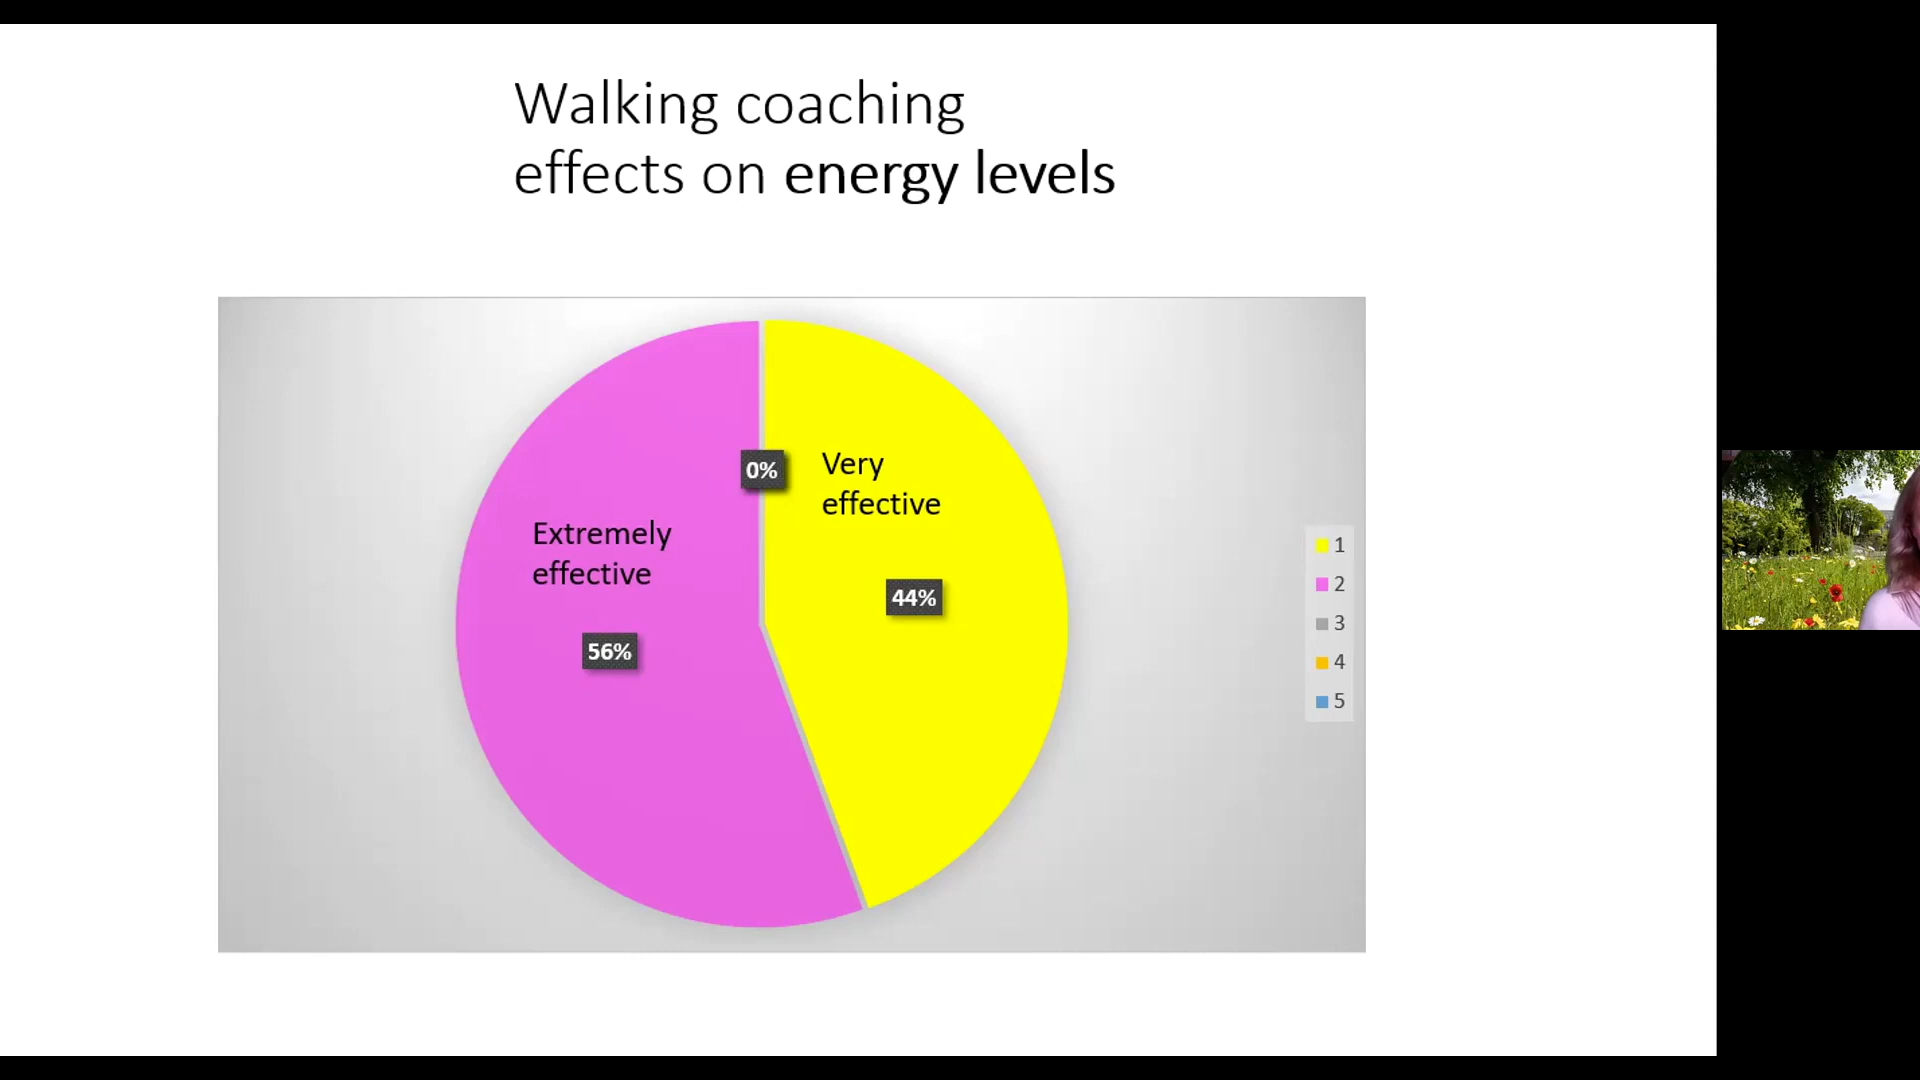 Walking coaching
effects on energy levels
0%
Very
effective
Extremely
effective
44%
56%
1
2
3
4
5